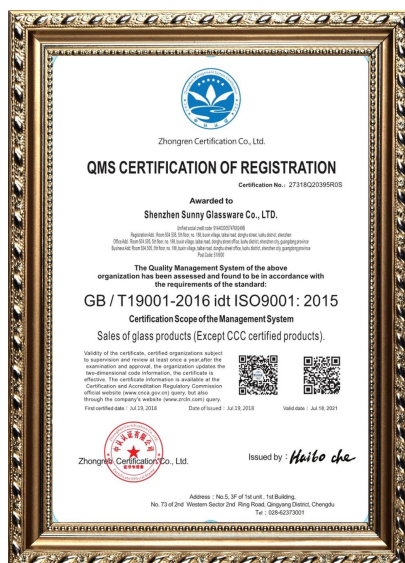 Zhongren Certification Co., Ltd.
QMS CERTIFICATION OF REGISTRATION
Certification No.: 27318Q20395R0S
Awarded to
Shenzhen Sunny Glassware Co., LTD.
The Quality Management System of the above
organization has been assessed and found to be in accordance with
the requirements of the standard:
GB / T19001-2016 idt ISO9001: 2015
Certification Scope of the Management System
Sales of glass products (Except CCC certified products).
Validity of the certificate, certified organizations subject
to supervision and review at least once a year,after the
examination and approval, the organization updates the
two-dimensional code information, the certificate is
effective. The certificate information is available at the
Certification and Accreditation Regulatory Commission
official website (www.cnca.gov.cn) query, but also
through the company's website (www.zrcln.com) query.
First certified date : Jul.19, 2018
Date of Issued : Jul.19, 2018
Valid date : Jul.18, 2021
Zhongren Certification Co., Ltd.
Issued by : Haibo che
Address : No.5, 3F of 1st unit , 1st Building,
No. 73 of 2nd Western Sector 2nd Ring Road, Qingyang District, Chengdu
Tel : 028-62373001